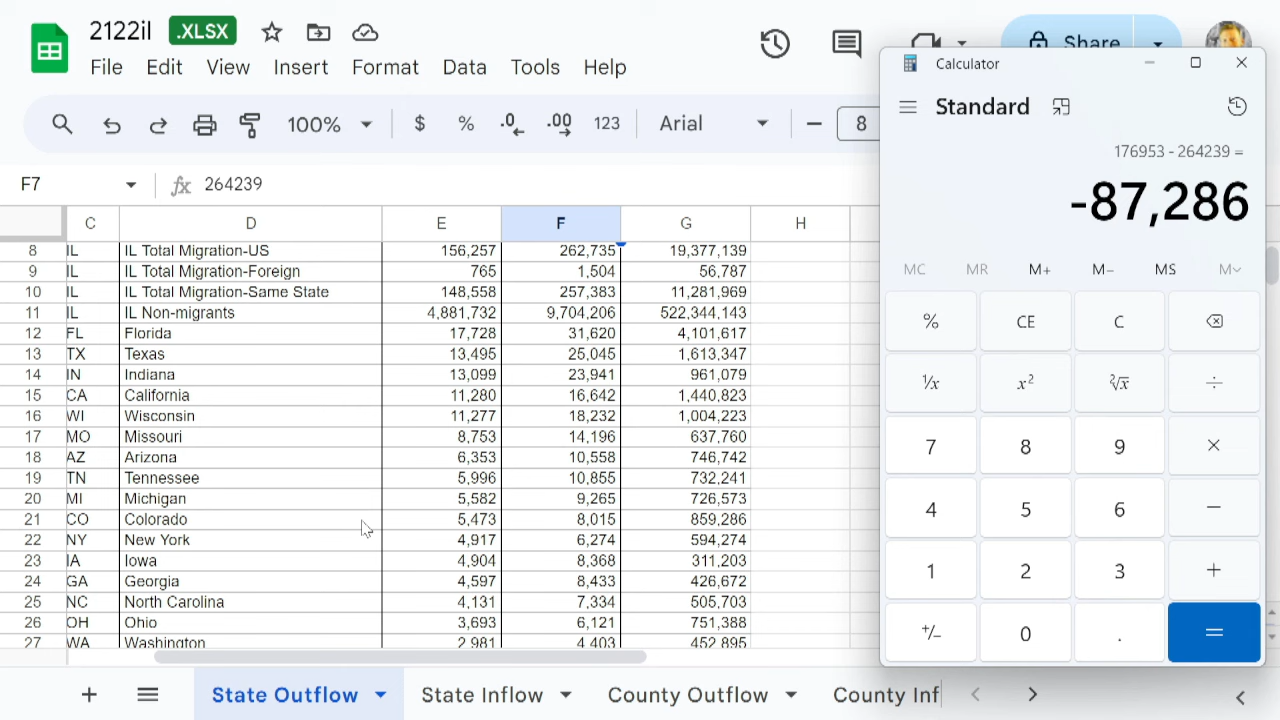 2122il .XLSX
Share
File Edit View Insert Format Data Tools Help
100% $ % .0 .00 123 Arial 8
F7 fx 264239
C D E F G H
8 IL IL Total Migration-US 156,257 262,735 19,377,139
9 IL IL Total Migration-Foreign 765 1,504 56,787
10 IL IL Total Migration-Same State 148,558 257,383 11,281,969
11 IL IL Non-migrants 4,881,732 9,704,206 522,344,143
12 FL Florida 17,728 31,620 4,101,617
13 TX Texas 13,495 25,045 1,613,347
14 IN Indiana 13,099 23,941 961,079
15 CA California 11,280 16,642 1,440,823
16 WI Wisconsin 11,277 18,232 1,004,223
17 MO Missouri 8,753 14,196 637,760
18 AZ Arizona 6,353 10,558 746,742
19 TN Tennessee 5,996 10,855 732,241
20 MI Michigan 5,582 9,265 726,573
21 CO Colorado 5,473 8,015 859,286
22 NY New York 4,917 6,274 594,274
23 IA Iowa 4,904 8,368 311,203
24 GA Georgia 4,597 8,433 426,672
25 NC North Carolina 4,131 7,334 505,703
26 OH Ohio 3,693 6,121 751,388
27 WA Washington 2,981 4,403 452,895
State Outflow State Inflow County Outflow County Inf
Calculator
Standard
176953 - 264239 =
-87,286
MC MR M+ M− MS M
% CE C
¹/x x² ²√x ÷
7 8 9 ×
4 5 6 −
1 2 3 +
+/− 0 . =